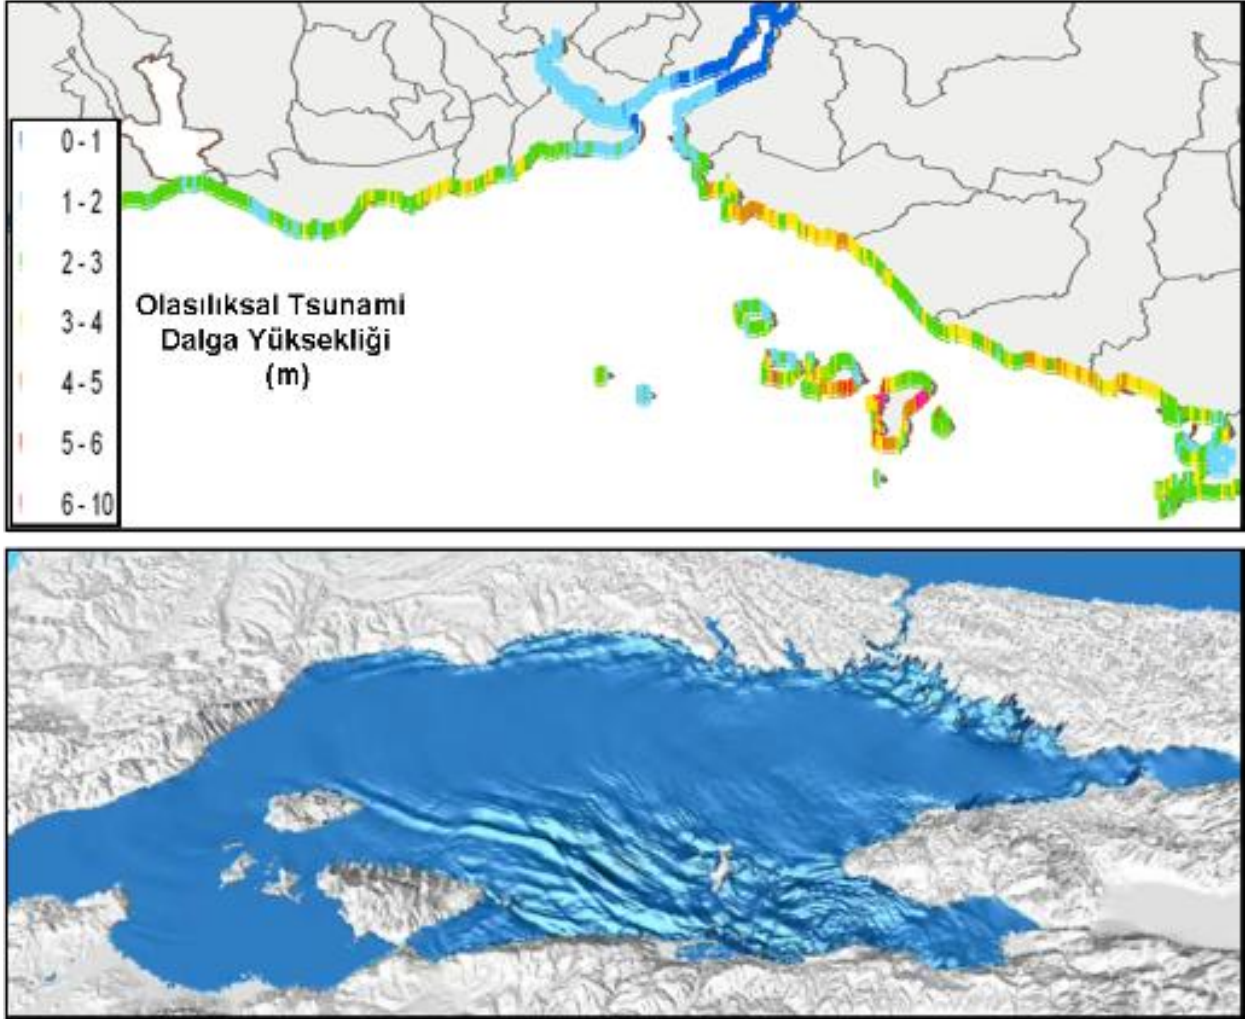 0-1
1-2
2-3
3-4
4-5
5-6
6-10
Olasılıksal Tsunami
Dalga Yüksekliği
(m)